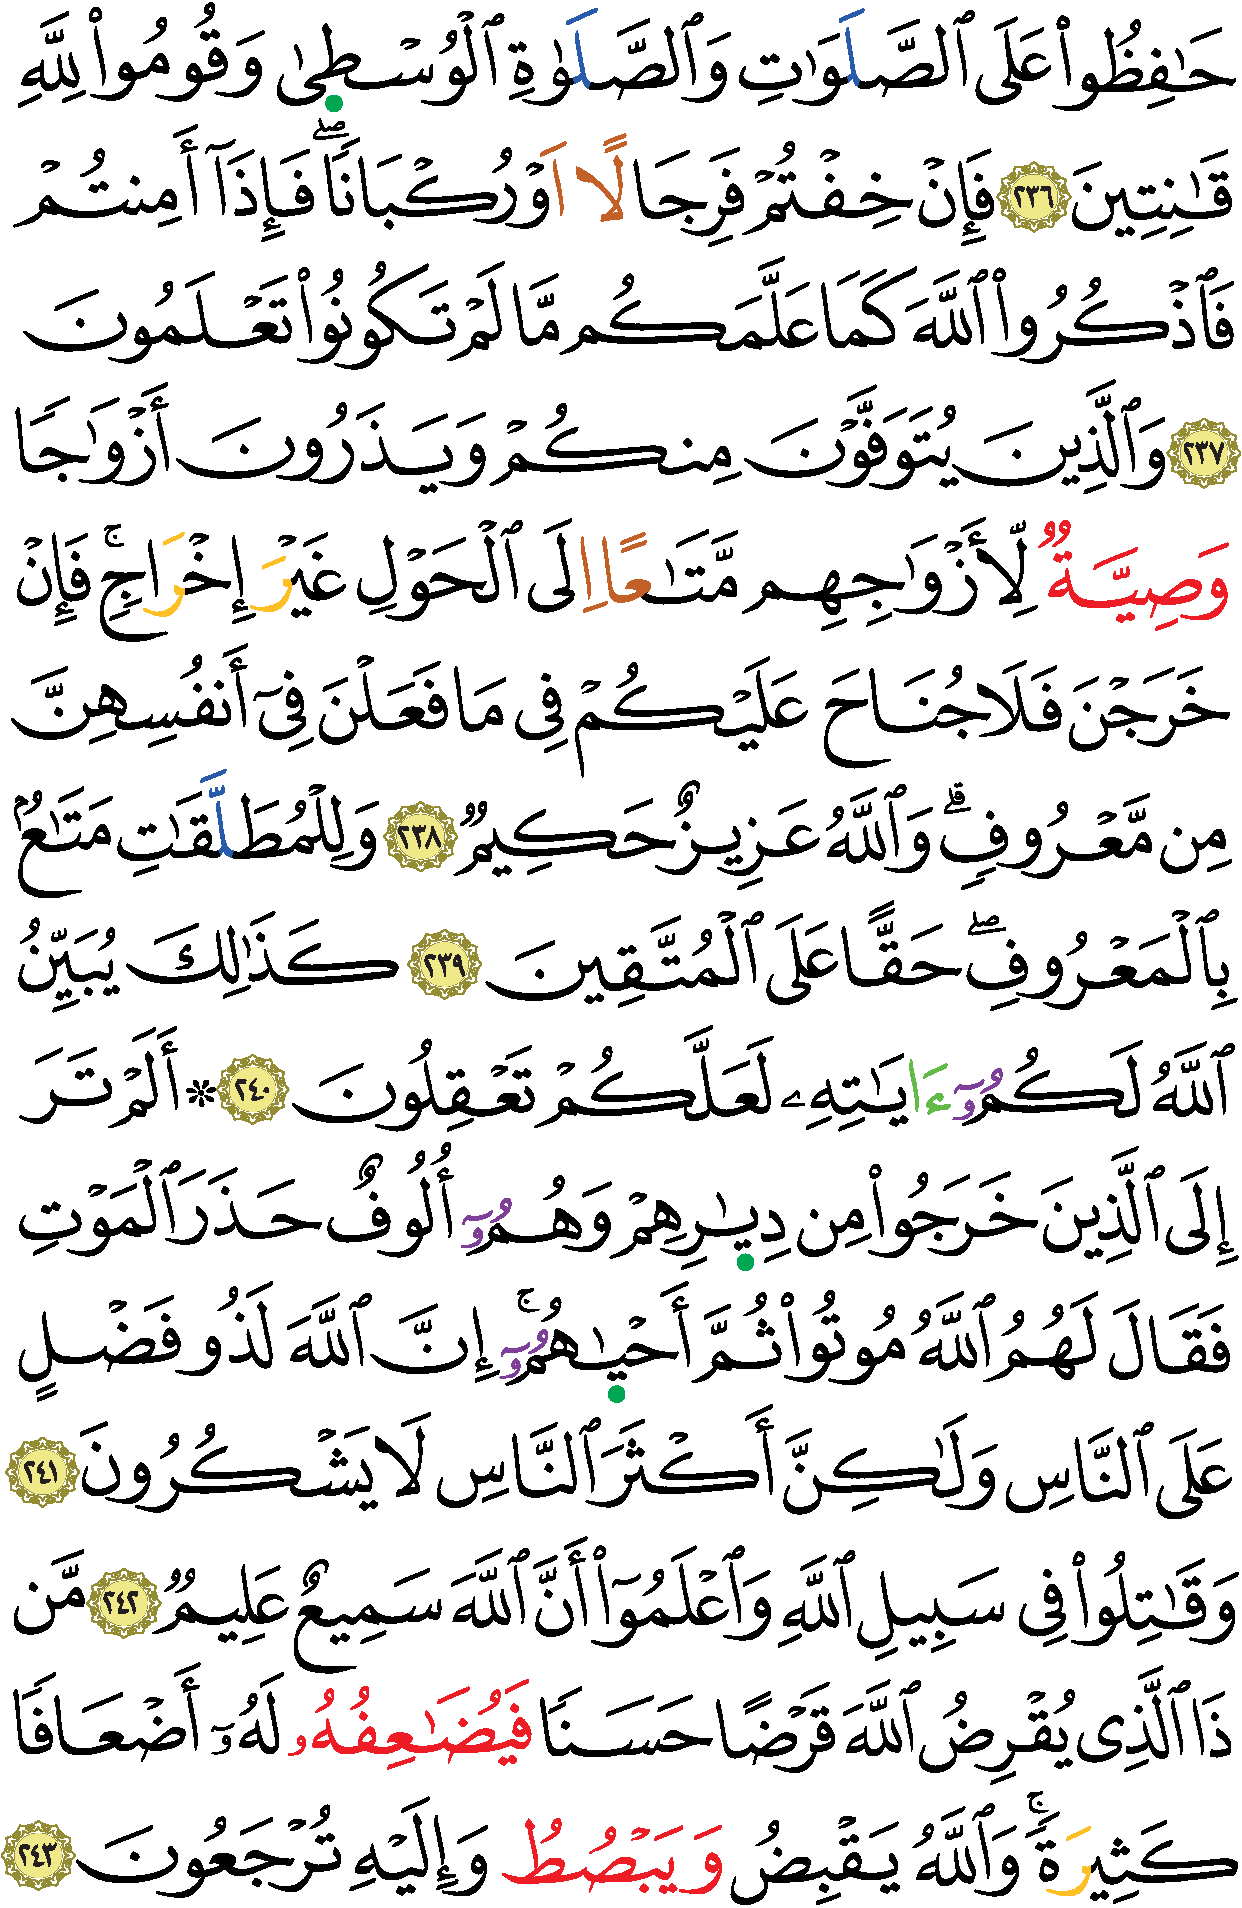 حَٰفِظُواْ عَلَى ٱلصَّلَوَٰتِ وَٱلصَّلَوٰةِ ٱلْوُسْطىٰ وَقُومُواْ لِلَّهِ
قَٰنِتِينَ ٢٣٦ فَإِنْ خِفْتُمْ فَرِجَالًا اَوْ رُكْبَانٗاۖ فَإِذَآ أَمِنتُمْ
فَٱذْكُرُواْ ٱللَّهَ كَمَا عَلَّمَكُم مَّا لَمْ تَكُونُواْ تَعْلَمُونَ
٢٣٧ وَٱلَّذِينَ يُتَوَفَّوْنَ مِنكُمْ وَيَذَرُونَ أَزْوَٰجٗا
وَصِيَّةٞ لِّأَزْوَٰجِهِم مَّتَٰعًا اِلَى ٱلْحَوْلِ غَيْرَ إِخْرَاجٖۚ فَإِنْ
خَرَجْنَ فَلَا جُنَاحَ عَلَيْكُمْ فِى مَا فَعَلْنَ فِىٓ أَنفُسِهِنَّ
مِن مَّعْرُوفٖۗ وَٱللَّهُ عَزِيزٌ حَكِيمٞ ٢٣٨ وَلِلْمُطَلَّقَٰتِ مَتَٰعُۢ
بِٱلْمَعْرُوفِۖ حَقًّا عَلَى ٱلْمُتَّقِينَ ٢٣٩ كَذَٰلِكَ يُبَيِّنُ
ٱللَّهُ لَكُمُۥٓ ءَايَٰتِهِۦ لَعَلَّكُمْ تَعْقِلُونَ ٢٤٠ ۞ أَلَمْ تَرَ
إِلَى ٱلَّذِينَ خَرَجُواْ مِن دِيٰرِهِمْ وَهُمُۥٓ أُلُوفٌ حَذَرَ ٱلْمَوْتِ
فَقَالَ لَهُمُ ٱللَّهُ مُوتُواْ ثُمَّ أَحْيٰهُمُۥٓۚ إِنَّ ٱللَّهَ لَذُو فَضْلٍ
عَلَى ٱلنَّاسِ وَلَٰكِنَّ أَكْثَرَ ٱلنَّاسِ لَا يَشْكُرُونَ ٢٤١
وَقَٰتِلُواْ فِى سَبِيلِ ٱللَّهِ وَٱعْلَمُوٓاْ أَنَّ ٱللَّهَ سَمِيعٌ عَلِيمٞ ٢٤٢ مَّن
ذَا ٱلَّذِى يُقْرِضُ ٱللَّهَ قَرْضًا حَسَنٗا فَيُضَٰعِفُهُۥ لَهُۥٓ أَضْعَافٗا
كَثِيرَةٗۚ وَٱللَّهُ يَقْبِضُ وَيَبْصُطُ وَإِلَيْهِ تُرْجَعُونَ ٢٤٣